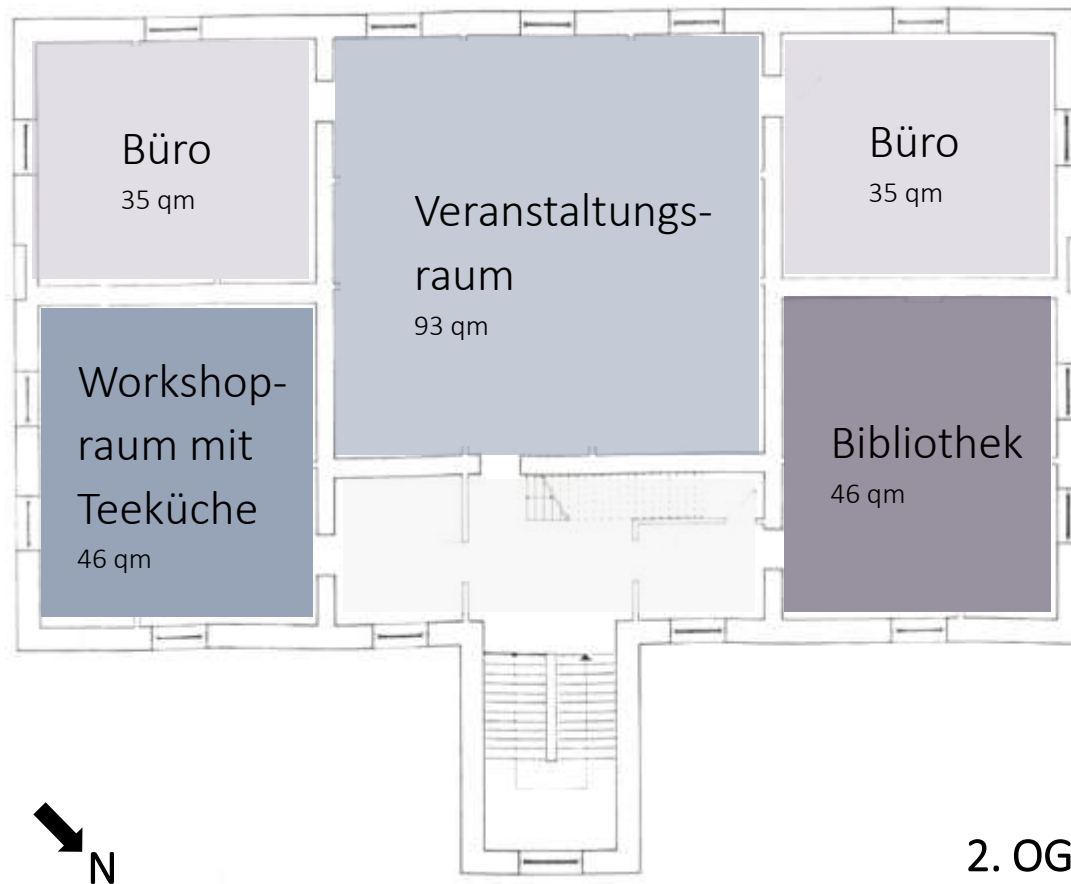 Büro
35 qm
Veranstaltungs-
raum
93 qm
Büro
35 qm
Workshop-
raum mit
Teeküche
46 qm
Bibliothek
46 qm
N
2. OG